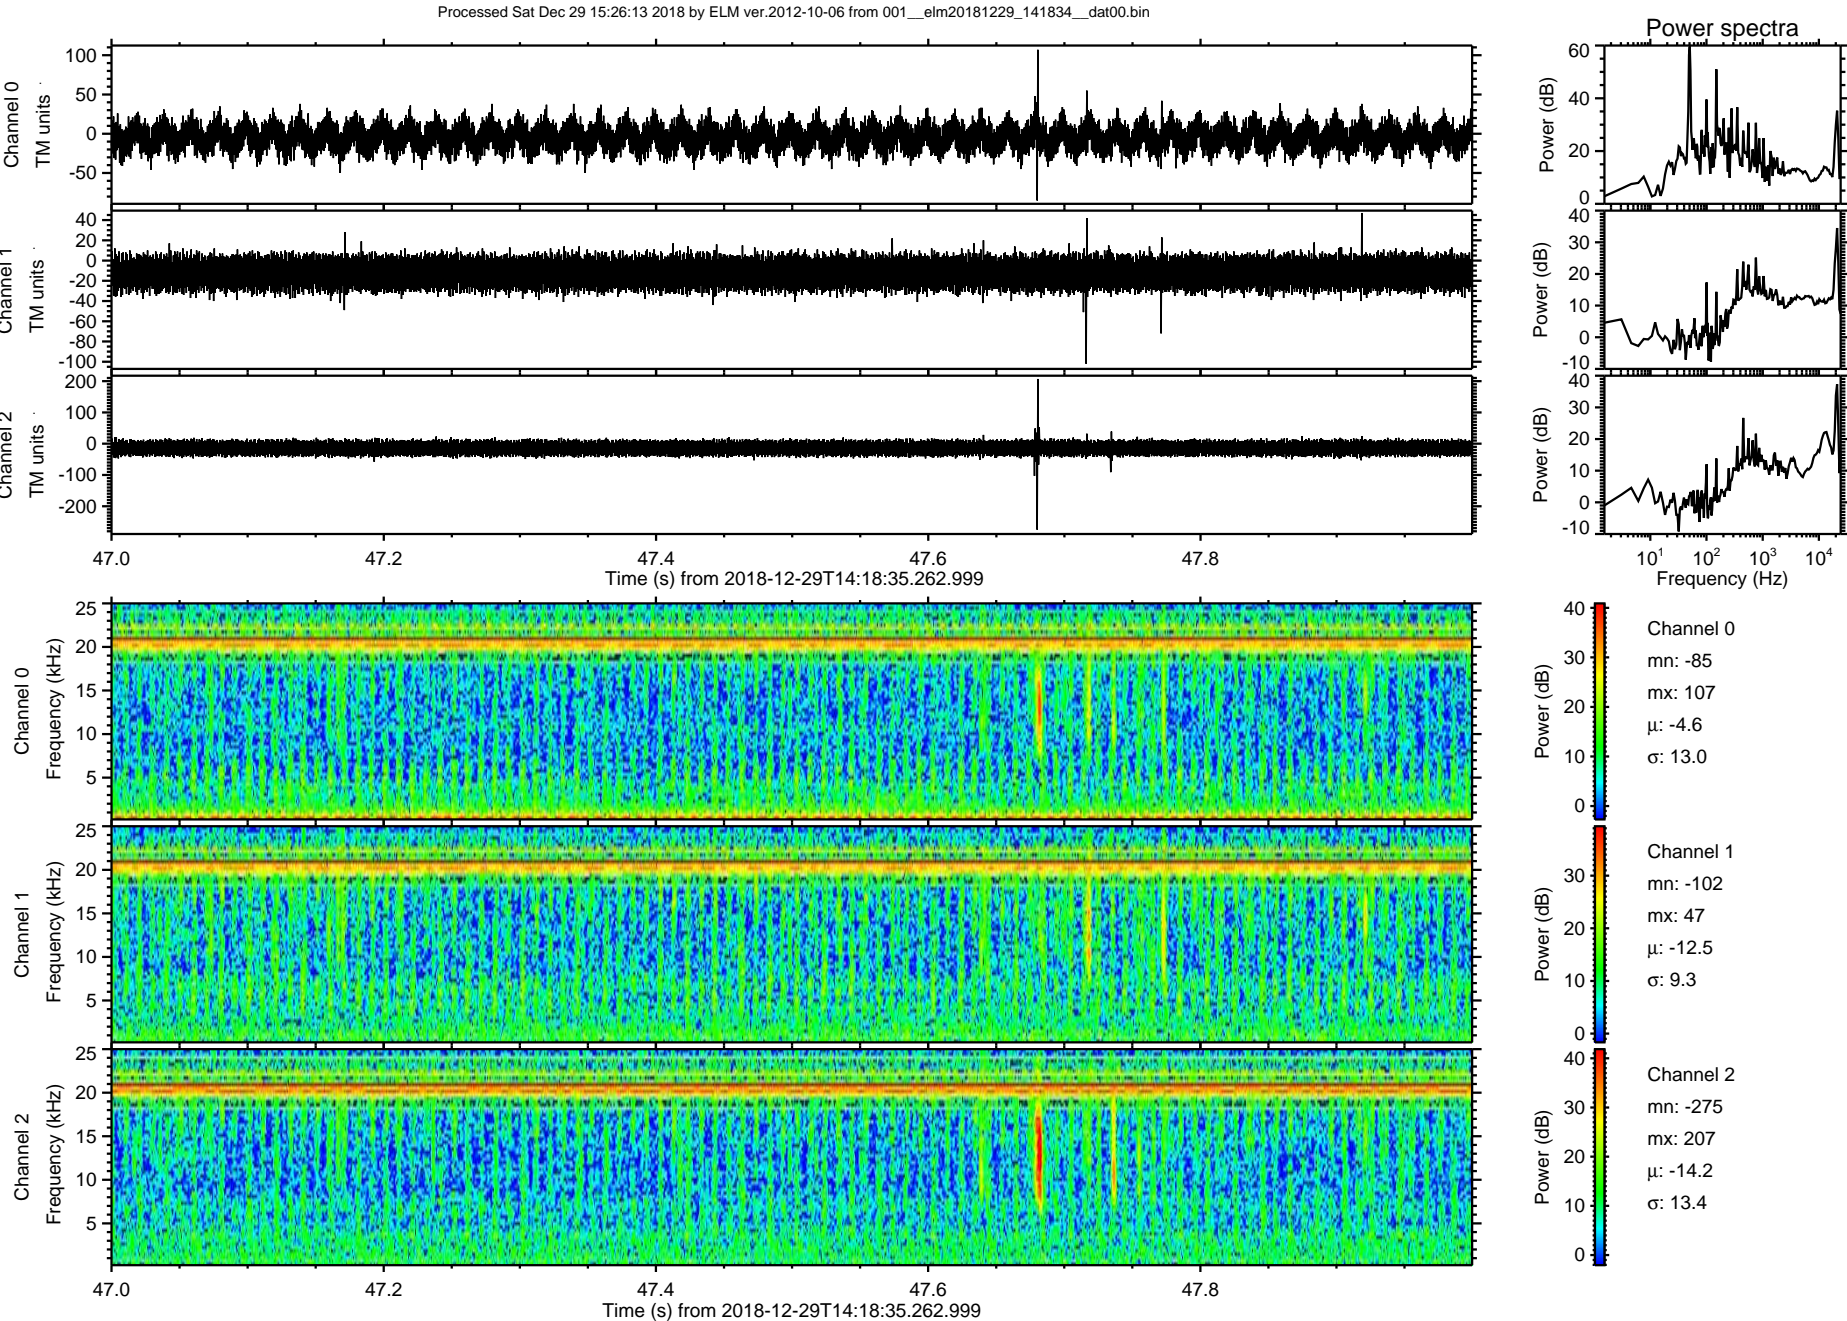 Processed Sat Dec 29 15:26:13 2018 by ELM ver.2012-10-06 from 001__elm20181229_141834__dat00.bin
Power spectra
Channel 0
TM units
100
50
0
-50
Power (dB)
60
40
20
0
Channel 1
TM units
40
20
0
-20
-40
-60
-80
-100
Power (dB)
40
30
20
10
0
-10
Channel 2
TM units
200
100
0
-100
-200
Power (dB)
40
30
20
10
0
-10
47.0 47.2 47.4 47.6 47.8
Time (s) from 2018-12-29T14:18:35.262.999
10¹ 10² 10³ 10⁴
Frequency (Hz)
Channel 0
Frequency (kHz)
25
20
15
10
5
Power (dB)
40
30
20
10
0
Channel 0
mn: -85
mx: 107
μ: -4.6
σ: 13.0
Channel 1
Frequency (kHz)
25
20
15
10
5
Power (dB)
30
20
10
0
Channel 1
mn: -102
mx: 47
μ: -12.5
σ: 9.3
Channel 2
Frequency (kHz)
25
20
15
10
5
Power (dB)
40
30
20
10
0
Channel 2
mn: -275
mx: 207
μ: -14.2
σ: 13.4
47.0 47.2 47.4 47.6 47.8
Time (s) from 2018-12-29T14:18:35.262.999